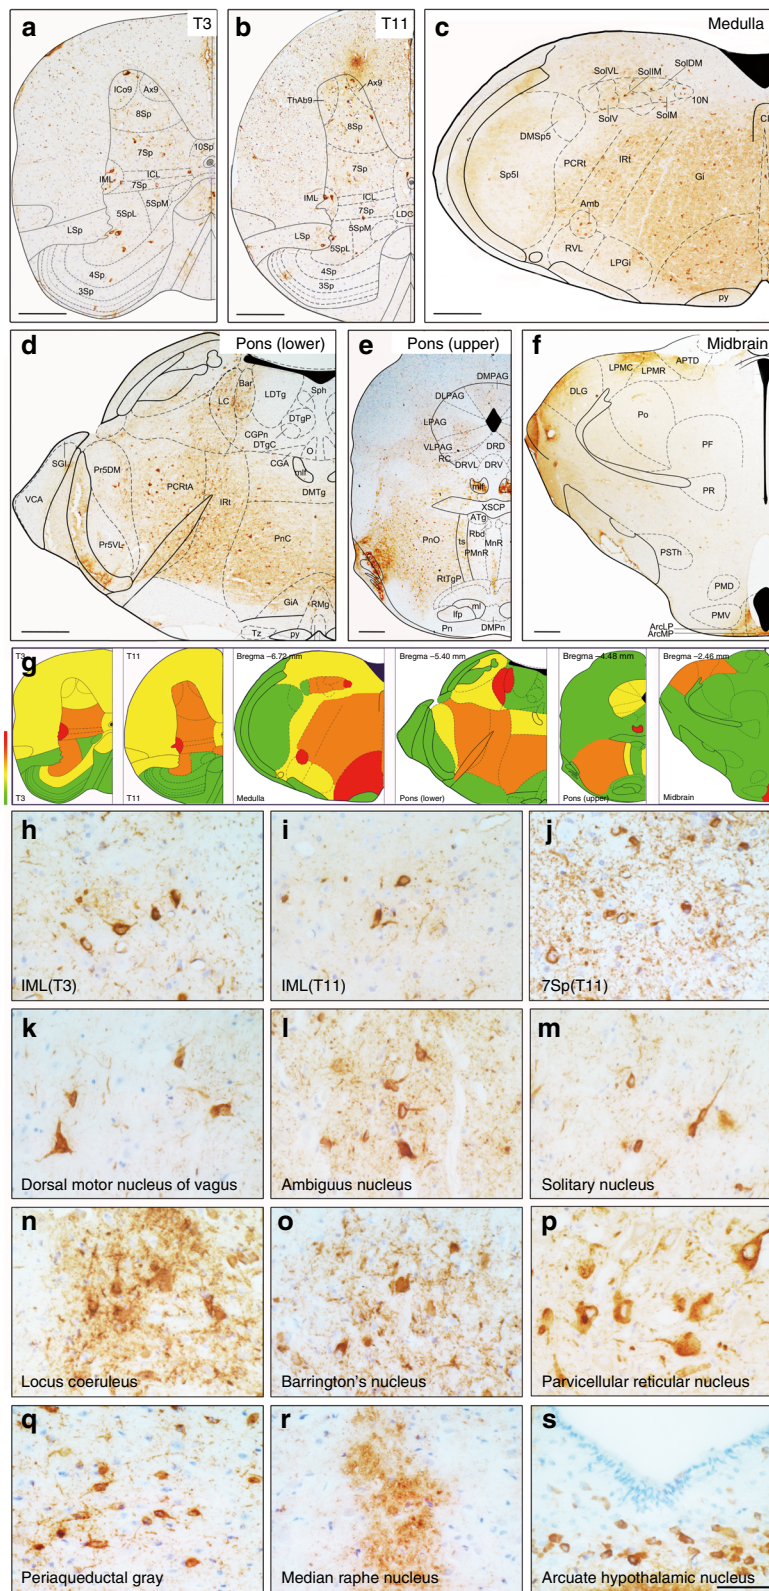 a
T3
ICo9
Ax9
8Sp
7Sp
10Sp
IML
ICL
7Sp
5SpM
5SpL
LSp
4Sp
3Sp
b
T11
Ax9
ThAb9
8Sp
7Sp
IML
ICL
7Sp
LDC
5SpM
LSp
5SpL
4Sp
3Sp
c
Medulla
SolDM
SolVL
SolIM
10N
SolV
SolM
DMSp5
PCRt
IRt
Sp5I
Gi
Amb
RVL
LPGi
py
d
Pons (lower)
Bar
Sph
LC
LDTg
DTgP
CGPn
DTgC
O
CGA
mlf
SGl
Pr5DM
PCRtA
IRt
DMTg
VCA
Pr5VL
PnC
GiA
RMg
Tz
py
e
Pons (upper)
DMPAG
DLPAG
LPAG
VLPAG
DRD
RC
DRVL
DRV
mlf
XSCP
ATg
Rbd
PnO
ts
MnR
PMnR
RtTgP
ml
lfp
Pn
DMPn
f
Midbrain
APTD
LPMC
LPMR
DLG
Po
PF
PR
PSTh
PMD
PMV
ArcLP
ArcMP
g
T3
T11
Bregma –6.72 mm
Bregma –5.40 mm
Bregma –4.48 mm
Bregma –2.46 mm
T3
T11
Medulla
Pons (lower)
Pons (upper)
Midbrain
h
IML(T3)
i
IML(T11)
j
7Sp(T11)
k
Dorsal motor nucleus of vagus
l
Ambiguus nucleus
m
Solitary nucleus
n
Locus coeruleus
o
Barrington's nucleus
p
Parvicellular reticular nucleus
q
Periaqueductal gray
r
Median raphe nucleus
s
Arcuate hypothalamic nucleus